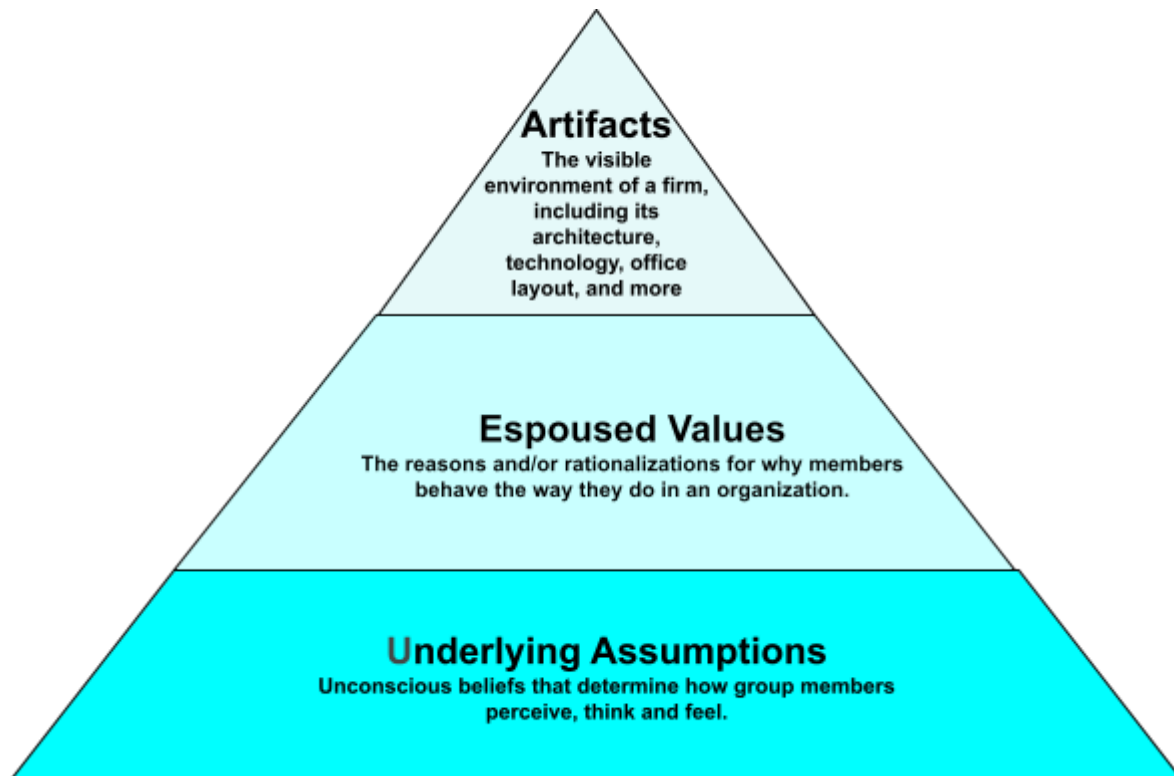 Artifacts
The visible
environment of a firm,
including its
architecture,
technology, office
layout, and more
Espoused Values
The reasons and/or rationalizations for why members
behave the way they do in an organization.
Underlying Assumptions
Unconscious beliefs that determine how group members
perceive, think and feel.